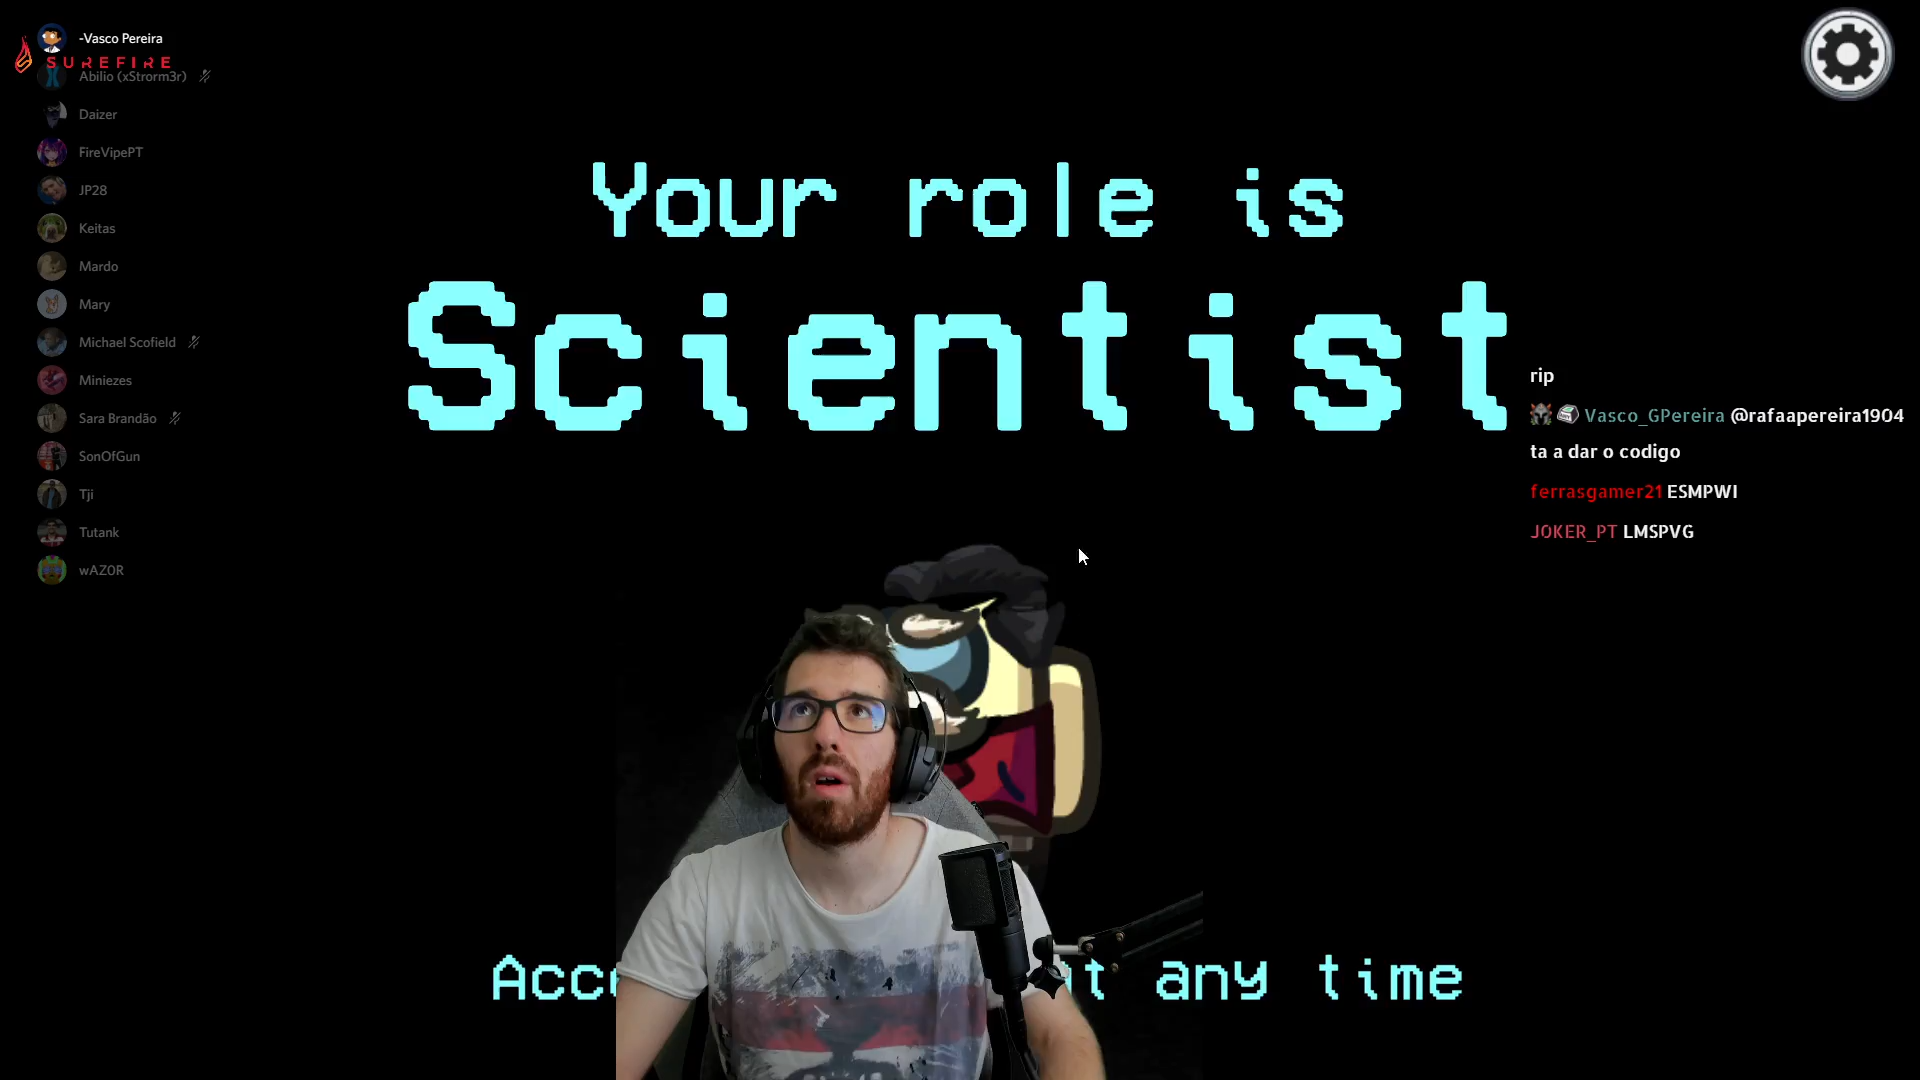 -Vasco Pereira
SUREFIRE
Abilio (xStrorm3r)
Daizer
FireVipePT
JP28
Keitas
Mardo
Mary
Michael Scofield
Miniezes
Sara Brandão
SonOfGun
Tji
Tutank
wAZ0R
Your role is
Scientist
rip
Vasco_GPereira @rafaapereira1904
ta a dar o codigo
ferrasgamer21 ESMPWI
JOKER_PT LMSPVG
any time